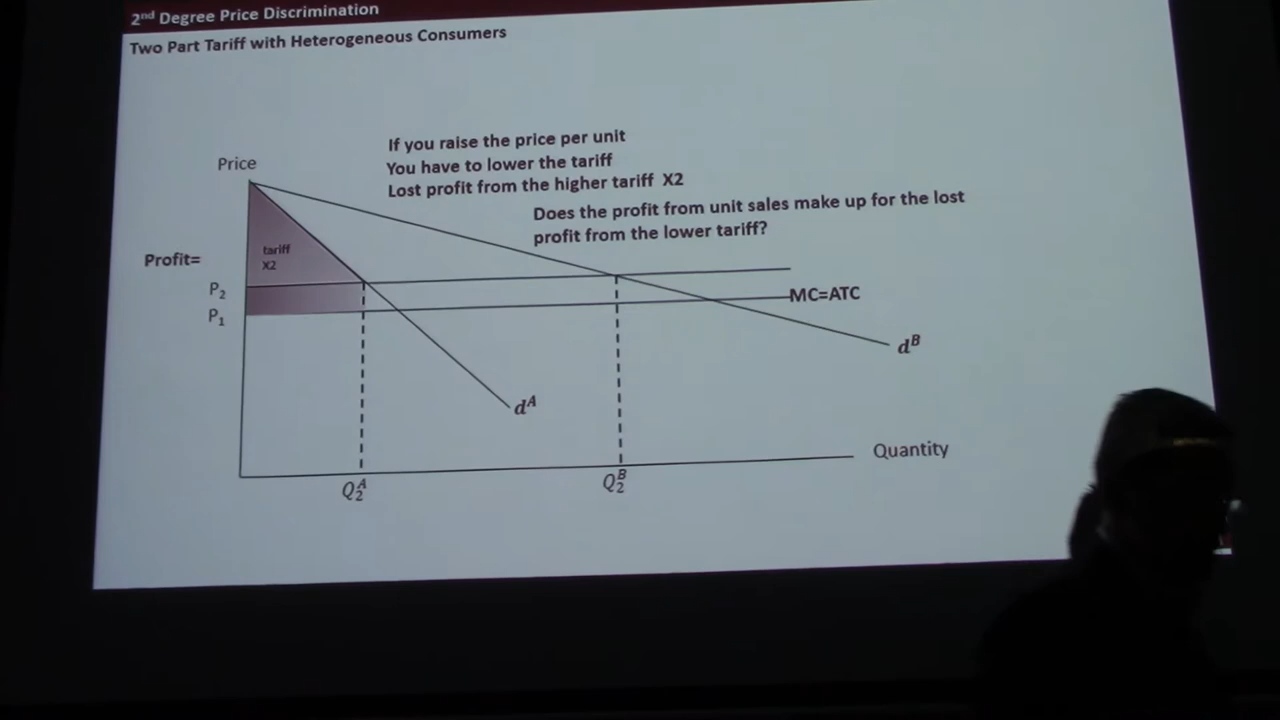 2nd Degree Price Discrimination
Two Part Tariff with Heterogeneous Consumers
If you raise the price per unit
You have to lower the tariff
Lost profit from the higher tariff X2
Does the profit from unit sales make up for the lost
profit from the lower tariff?
Price
Profit=
tariff
X2
P₂
P₁
MC=ATC
dᴮ
dᴬ
Quantity
Q₂ᴬ
Q₂ᴮ